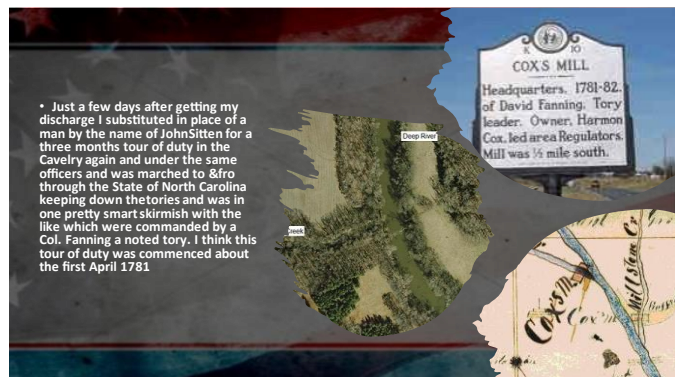 • Just a few days after getting my
discharge I substituted in place of a
man by the name of JohnSitten for a
three months tour of duty in the
Cavelry again and under the same
officers and was marched to &fro
through the State of North Carolina
keeping down thetories and was in
one pretty smart skirmish with the
like which were commanded by a
Col. Fanning a noted tory. I think this
tour of duty was commenced about
the first April 1781
Deep River
Creek
K 10
COX'S MILL
Headquarters, 1781-82,
of David Fanning, Tory
leader. Owner, Harmon
Cox, led area Regulators.
Mill was ½ mile south.
Cox's M
Cox's m
Mill Stone Cr